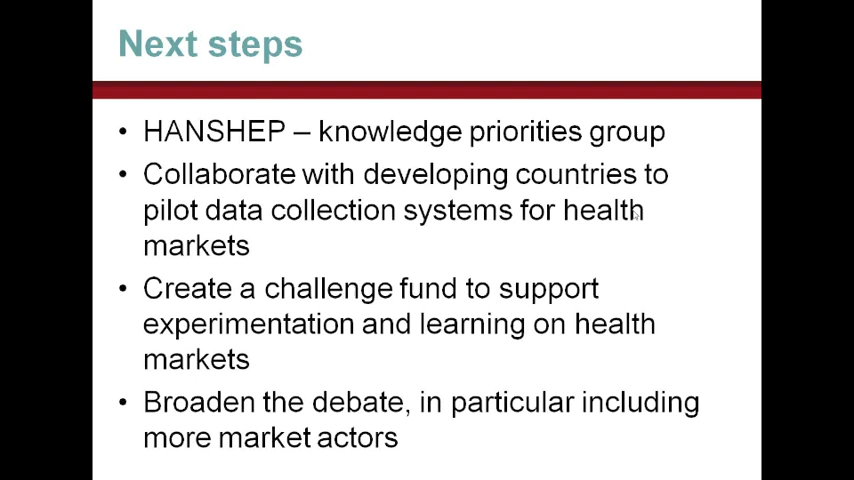 Next steps
• HANSHEP – knowledge priorities group
• Collaborate with developing countries to
pilot data collection systems for health
markets
• Create a challenge fund to support
experimentation and learning on health
markets
• Broaden the debate, in particular including
more market actors